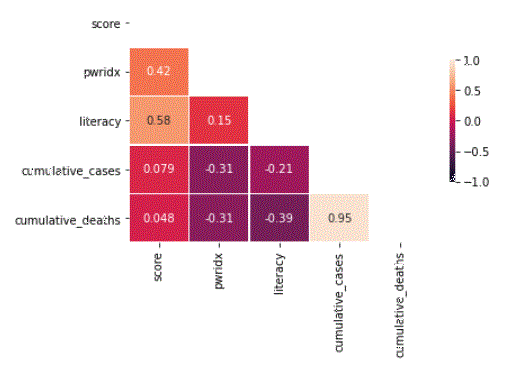 score
pwridx 0.42
literacy 0.58 0.15
cumulative_cases 0.079 -0.31 -0.21
cumulative_deaths 0.048 -0.31 -0.39 0.95
score pwridx literacy cumulative_cases cumulative_deaths
1.0
0.5
0.0
−0.5
−1.0